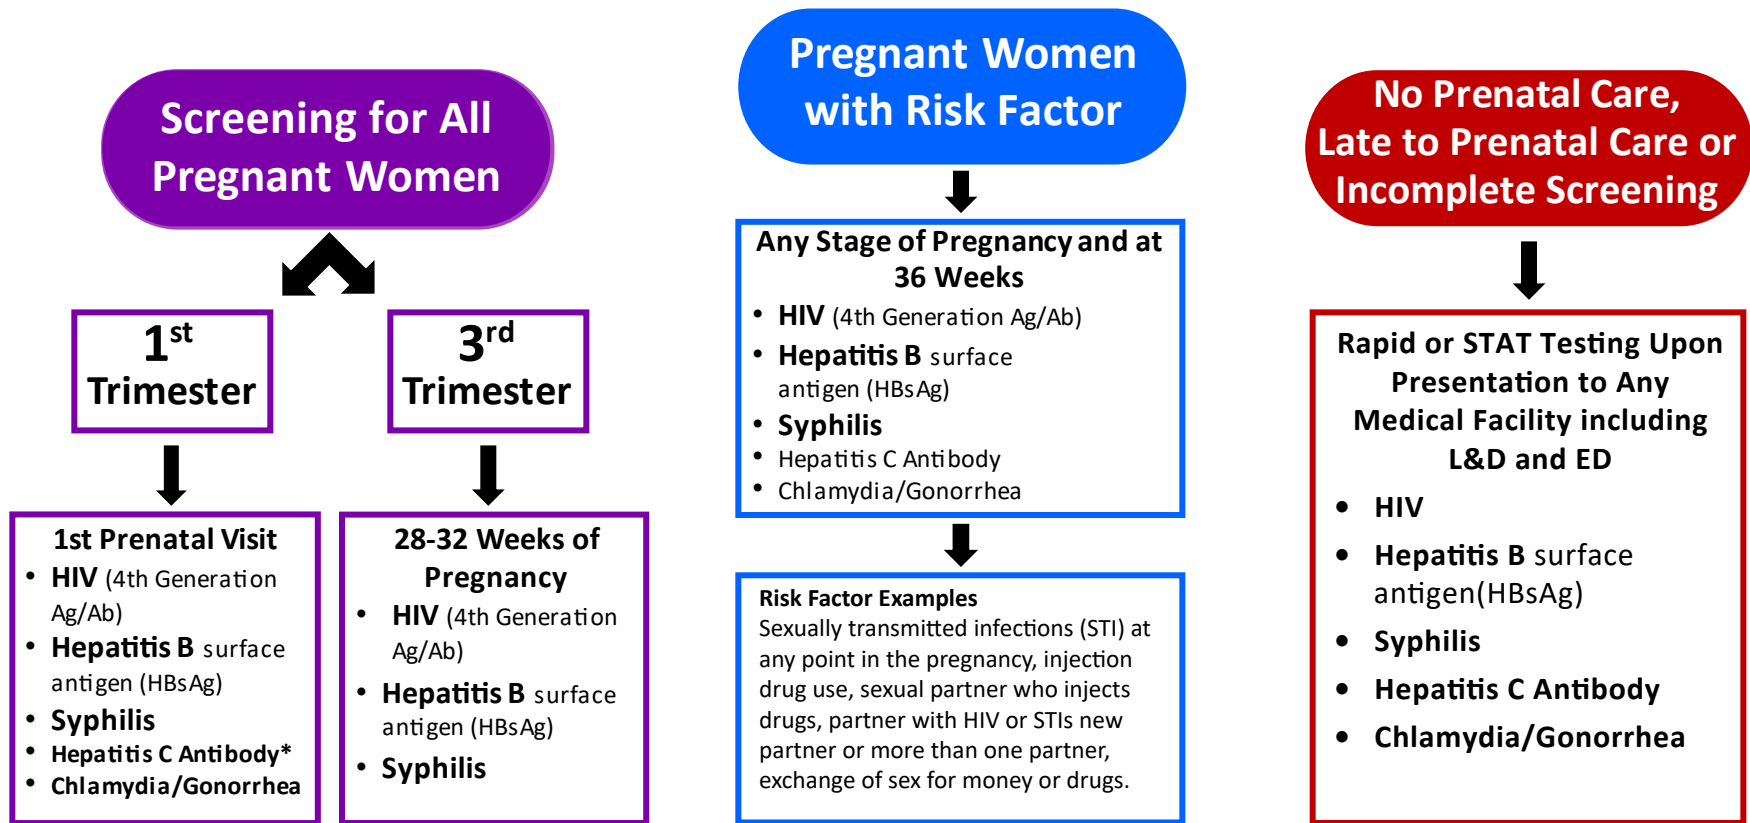 Screening for All
Pregnant Women
1st
Trimester
3rd
Trimester
1st Prenatal Visit
• HIV (4th Generation
Ag/Ab)
• Hepatitis B surface
antigen (HBsAg)
• Syphilis
• Hepatitis C Antibody*
• Chlamydia/Gonorrhea
28-32 Weeks of
Pregnancy
• HIV (4th Generation
Ag/Ab)
• Hepatitis B surface
antigen (HBsAg)
• Syphilis
Pregnant Women
with Risk Factor
Any Stage of Pregnancy and at
36 Weeks
• HIV (4th Generation Ag/Ab)
• Hepatitis B surface
antigen (HBsAg)
• Syphilis
• Hepatitis C Antibody
• Chlamydia/Gonorrhea
Risk Factor Examples
Sexually transmitted infections (STI) at
any point in the pregnancy, injection
drug use, sexual partner who injects
drugs, partner with HIV or STIs new
partner or more than one partner,
exchange of sex for money or drugs.
No Prenatal Care,
Late to Prenatal Care or
Incomplete Screening
Rapid or STAT Testing Upon
Presentation to Any
Medical Facility including
L&D and ED
• HIV
• Hepatitis B surface
antigen(HBsAg)
• Syphilis
• Hepatitis C Antibody
• Chlamydia/Gonorrhea